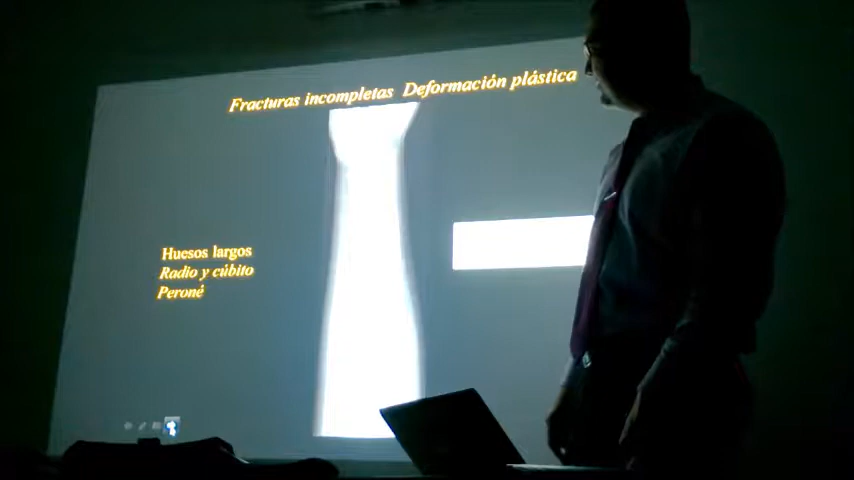 Fracturas incompletas Deformación plástica
Huesos largos
Radio y cúbito
Peroné